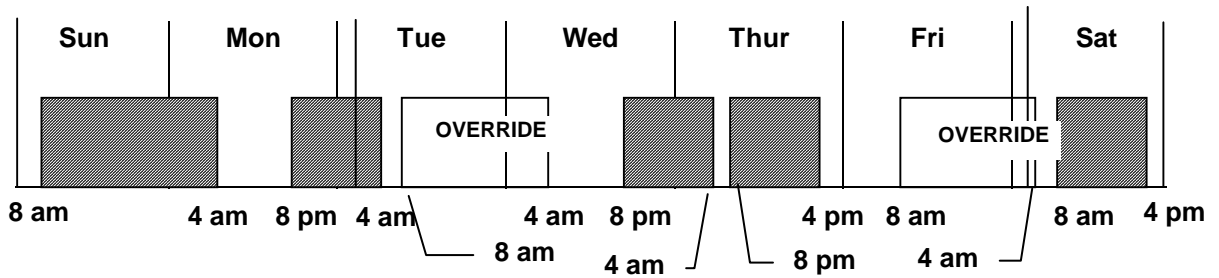 Sun Mon Tue Wed Thur Fri Sat
OVERRIDE OVERRIDE
8 am 4 am 8 pm 4 am 4 am 8 pm 4 pm 8 am 8 am 4 pm
8 am 4 am 8 pm 4 am